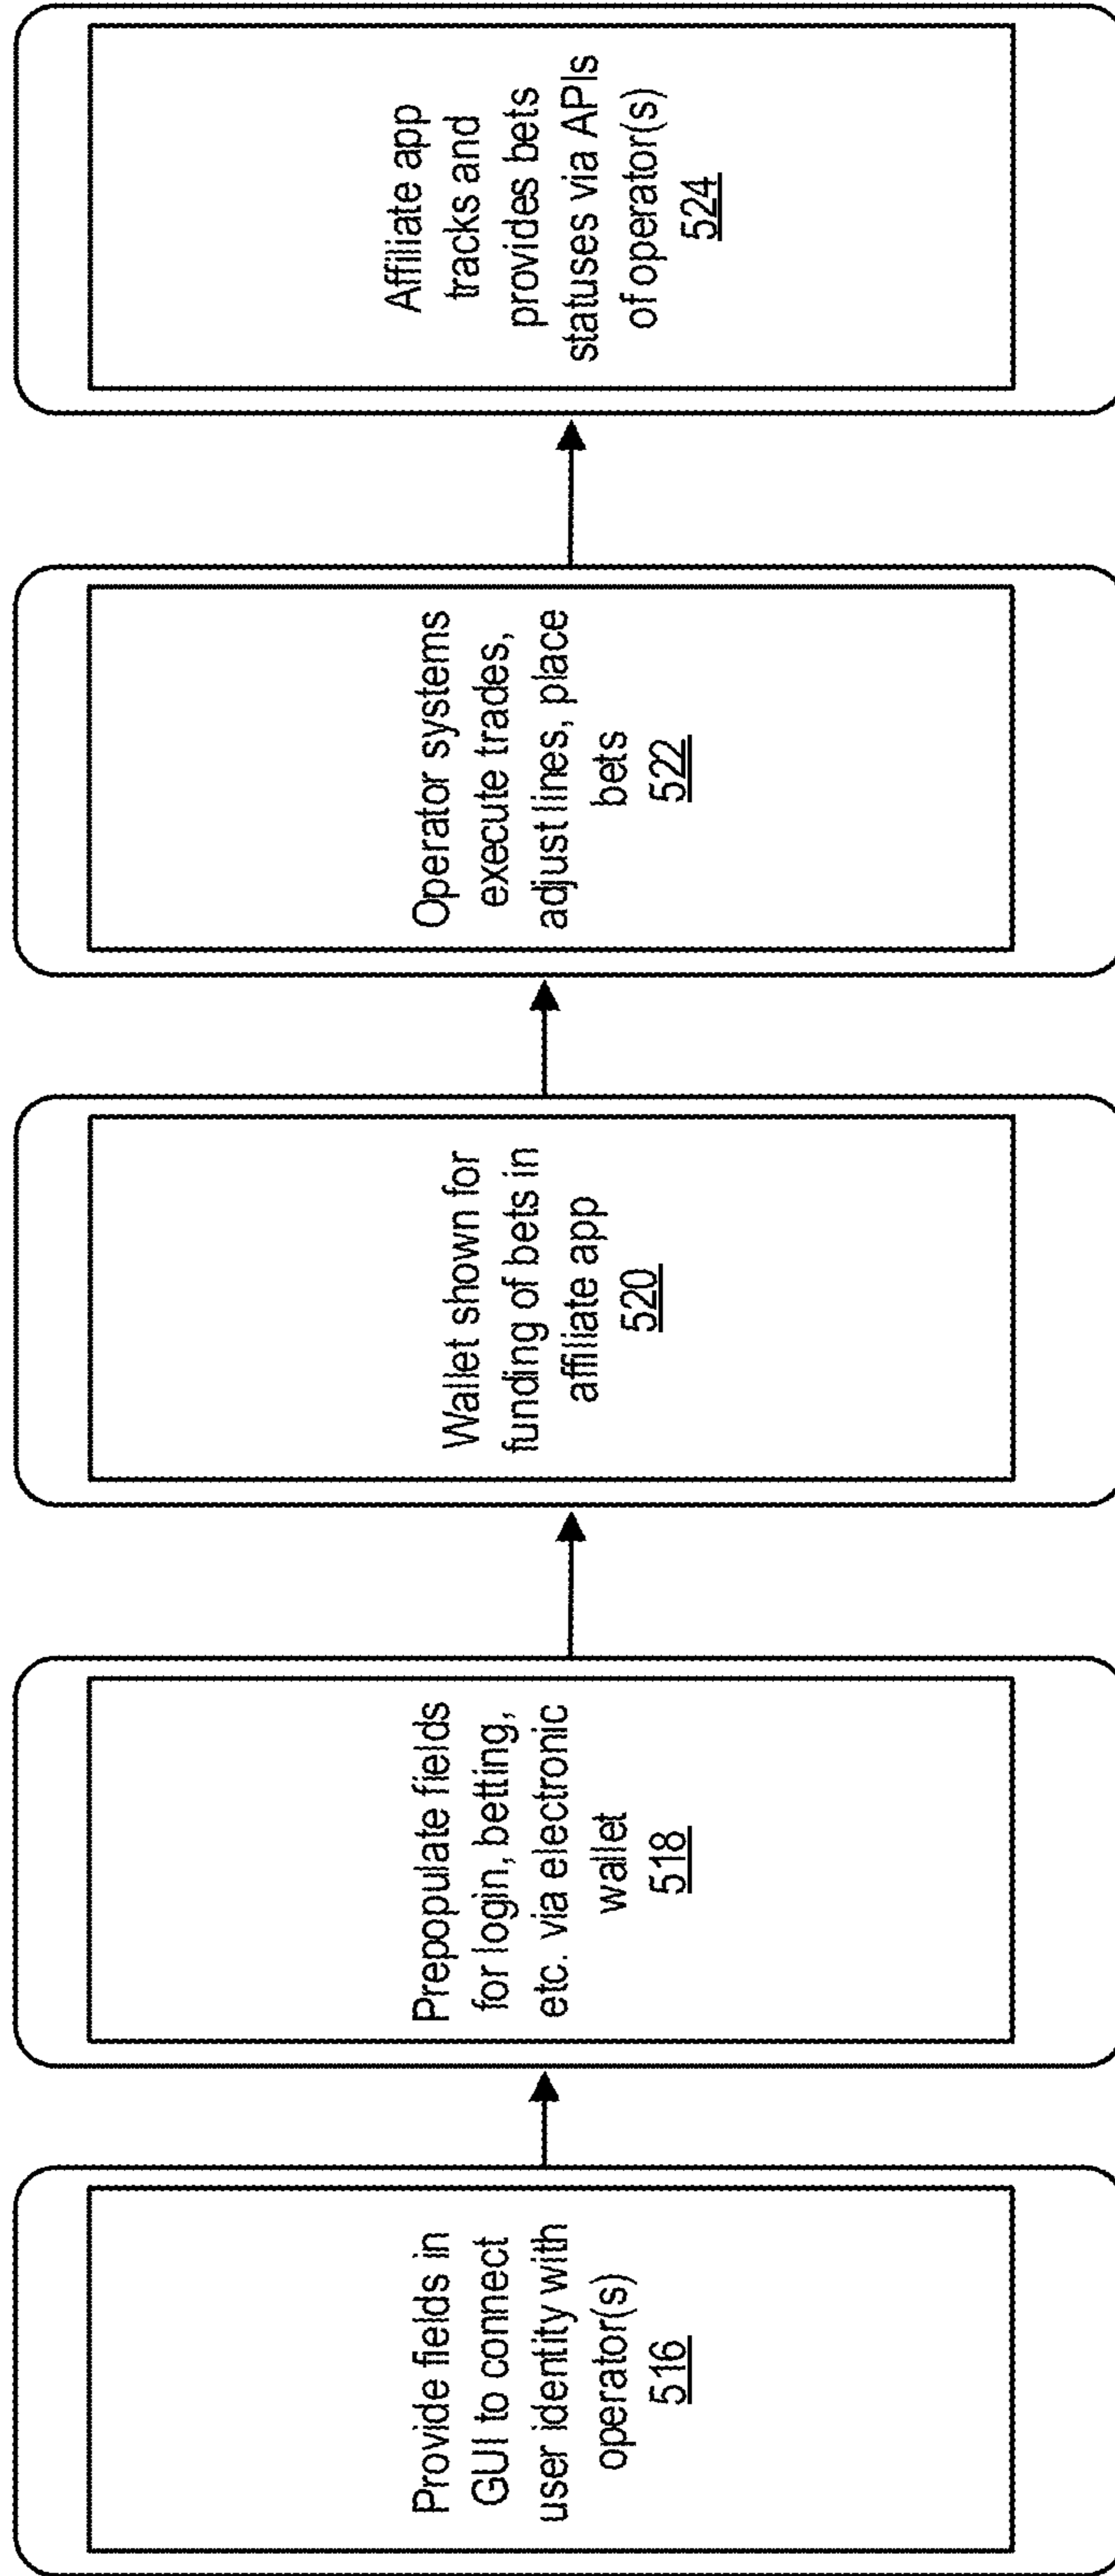 Provide fields in
GUI to connect
user identity with
operator(s)
516
Prepopulate fields
for login, betting,
etc. via electronic
wallet
518
Wallet shown for
funding of bets in
affiliate app
520
Operator systems
execute trades,
adjust lines, place
bets
522
Affiliate app
tracks and
provides bets
statuses via APIs
of operator(s)
524